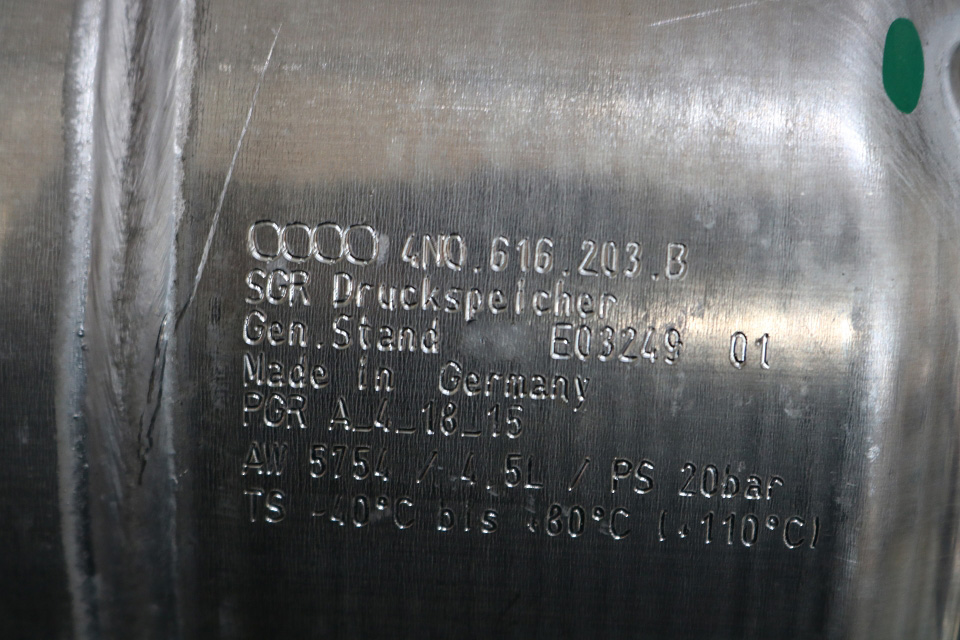 4N0.616.203.B
SGR Druckspeicher
Gen.Stand E03249 01
Made in Germany
PGR A_4_18_15
AW 5754 / 4.5L / PS 20bar
TS -40°C bis +80°C (+110°C)